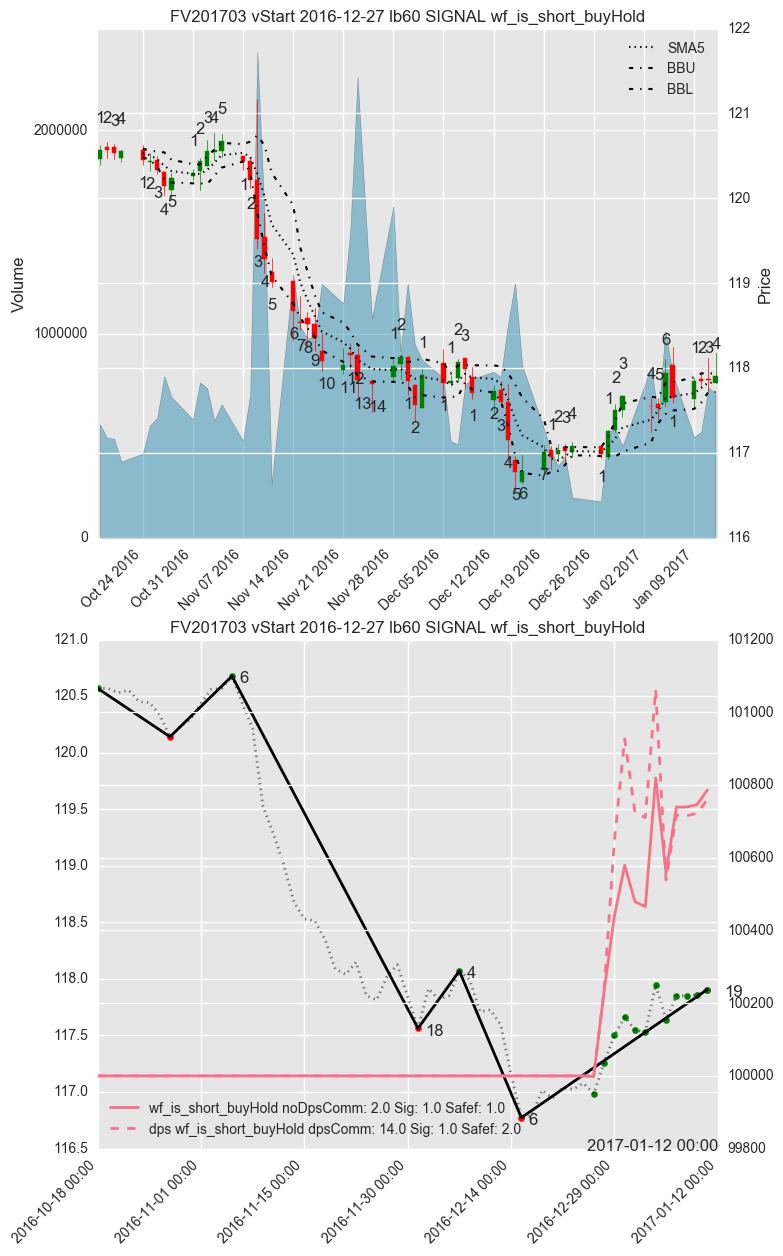 FV201703 vStart 2016-12-27 lb60 SIGNAL wf_is_short_buyHold
SMA5
BBU
BBL
Volume
2000000
1000000
0
Price
122
121
120
119
118
117
116
Oct 24 2016
Oct 31 2016
Nov 07 2016
Nov 14 2016
Nov 21 2016
Nov 28 2016
Dec 05 2016
Dec 12 2016
Dec 19 2016
Dec 26 2016
Jan 02 2017
Jan 09 2017
FV201703 vStart 2016-12-27 lb60 SIGNAL wf_is_short_buyHold
121.0
120.5
120.0
119.5
119.0
118.5
118.0
117.5
117.0
116.5
101200
101000
100800
100600
100400
100200
100000
99800
6
18
4
6
19
wf_is_short_buyHold noDpsComm: 2.0 Sig: 1.0 Safef: 1.0
dps wf_is_short_buyHold dpsComm: 14.0 Sig: 1.0 Safef: 2.0
2017-01-12 00:00
2016-10-18 00:00
2016-11-01 00:00
2016-11-15 00:00
2016-11-30 00:00
2016-12-14 00:00
2016-12-29 00:00
2017-01-12 00:00